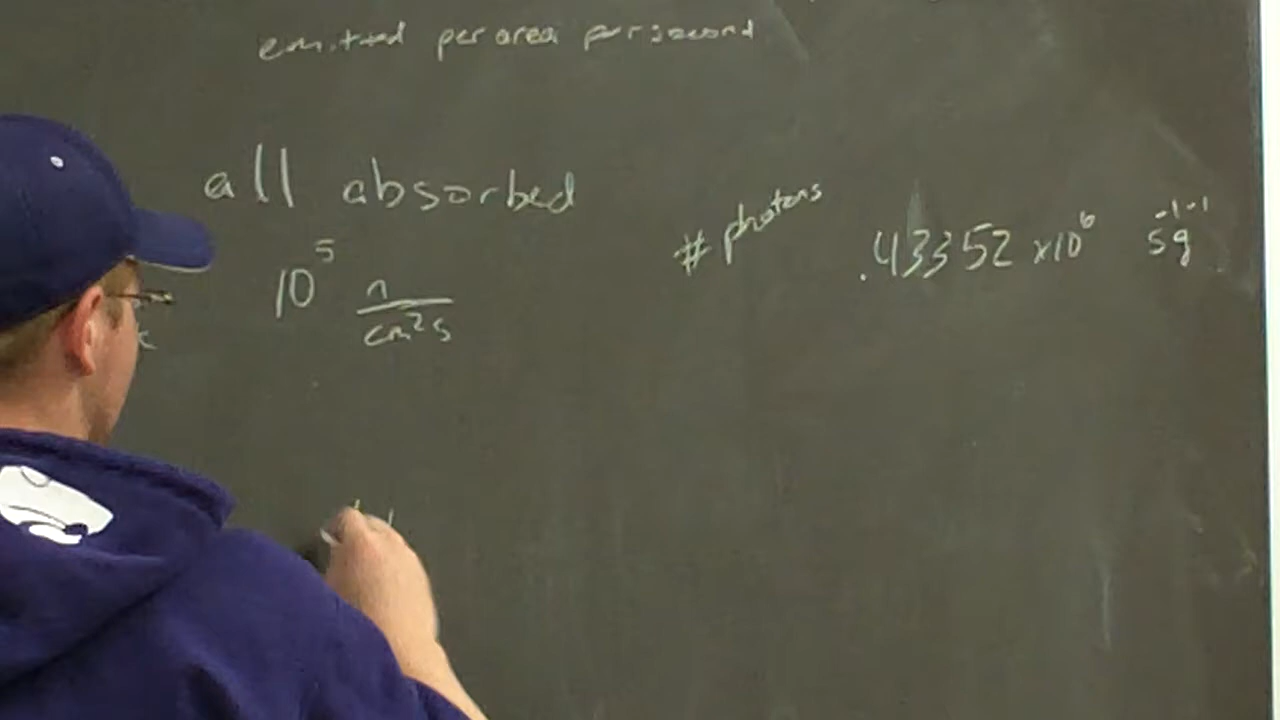 emitted per area per second
all absorbed
10⁵ n/cm²s
# photons .43352 x10⁶ s⁻¹g⁻¹